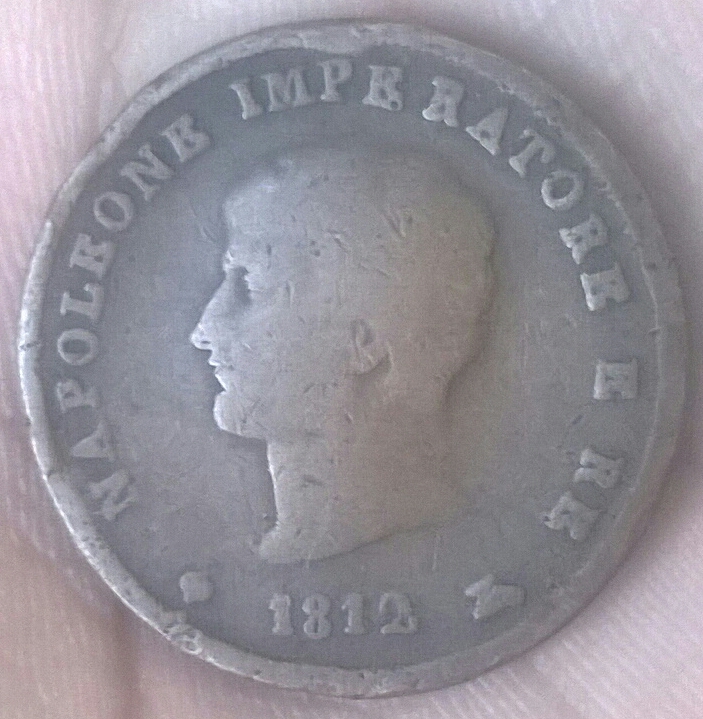 NAPOLEONE IMPERATORE E RE
1812 M